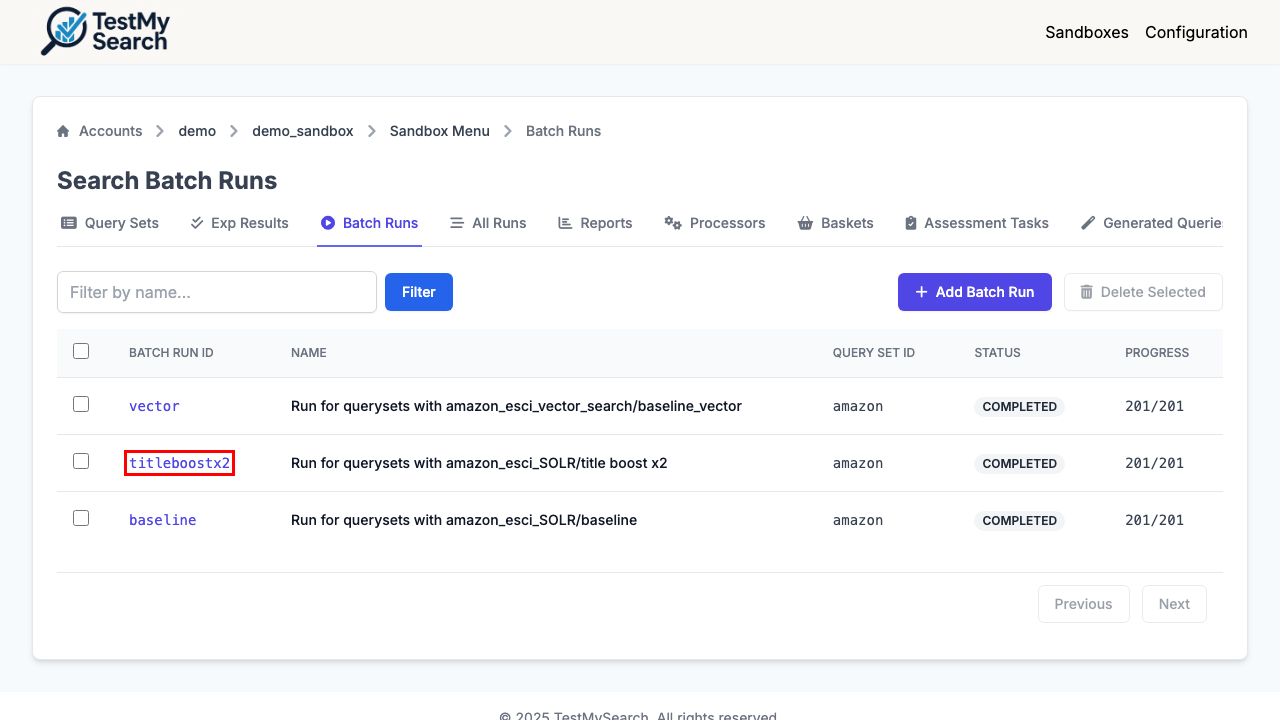 TestMy
Search
Sandboxes Configuration
Accounts demo demo_sandbox Sandbox Menu Batch Runs
Search Batch Runs
Query Sets Exp Results Batch Runs All Runs Reports Processors Baskets Assessment Tasks Generated Querie
Filter by name... Filter + Add Batch Run Delete Selected
BATCH RUN ID NAME QUERY SET ID STATUS PROGRESS
vector Run for querysets with amazon_esci_vector_search/baseline_vector amazon COMPLETED 201/201
titleboostx2 Run for querysets with amazon_esci_SOLR/title boost x2 amazon COMPLETED 201/201
baseline Run for querysets with amazon_esci_SOLR/baseline amazon COMPLETED 201/201
Previous Next
© 2025 TestMySearch. All rights reserved.